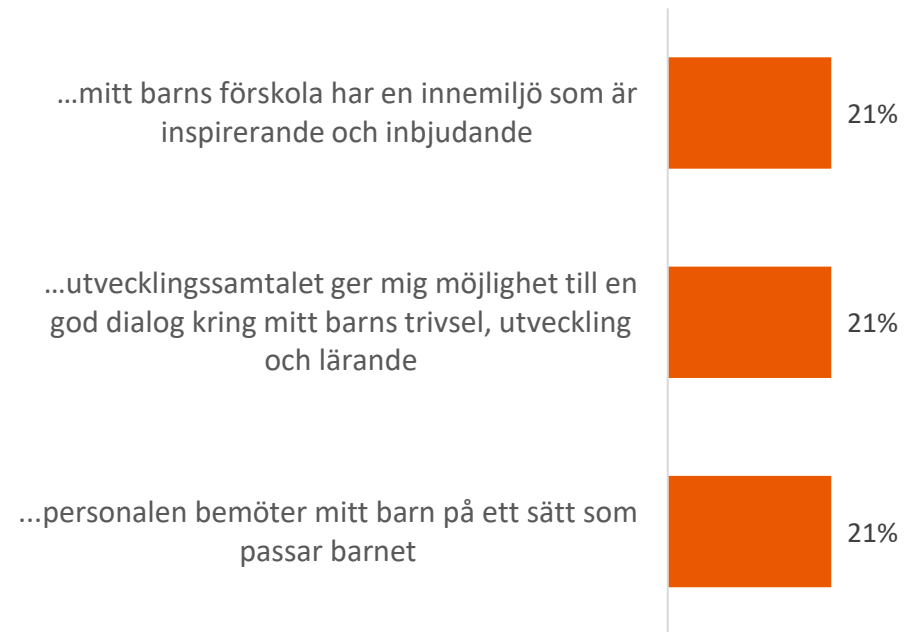 …mitt barns förskola har en innemiljö som är
inspirerande och inbjudande
21%
…utvecklingssamtalet ger mig möjlighet till en
god dialog kring mitt barns trivsel, utveckling
och lärande
21%
...personalen bemöter mitt barn på ett sätt som
passar barnet
21%